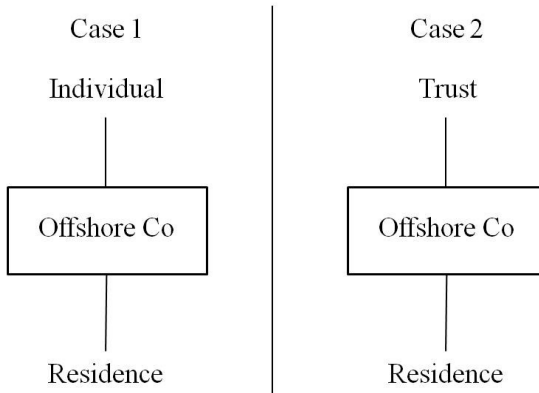 Case 1
Individual
Offshore Co
Residence
Case 2
Trust
Offshore Co
Residence